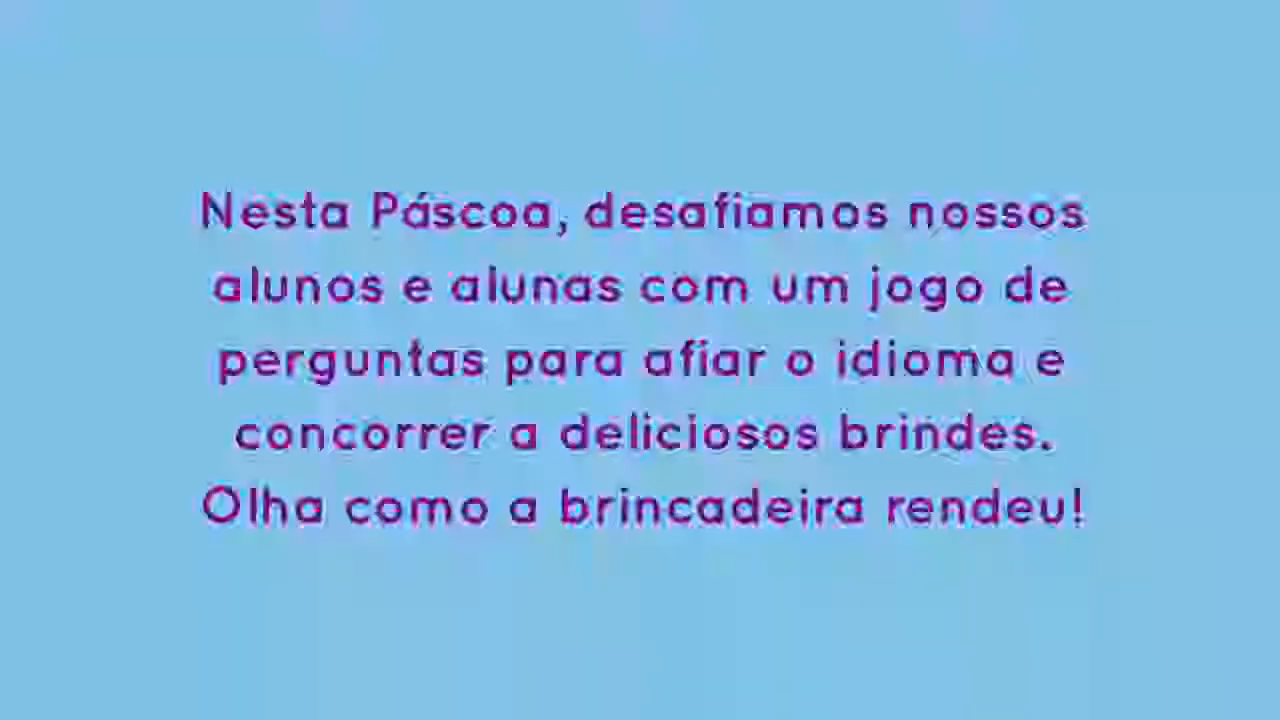 Nesta Páscoa, desafiamos nossos
alunos e alunas com um jogo de
perguntas para afiar o idioma e
concorrer a deliciosos brindes.
Olha como a brincadeira rendeu!